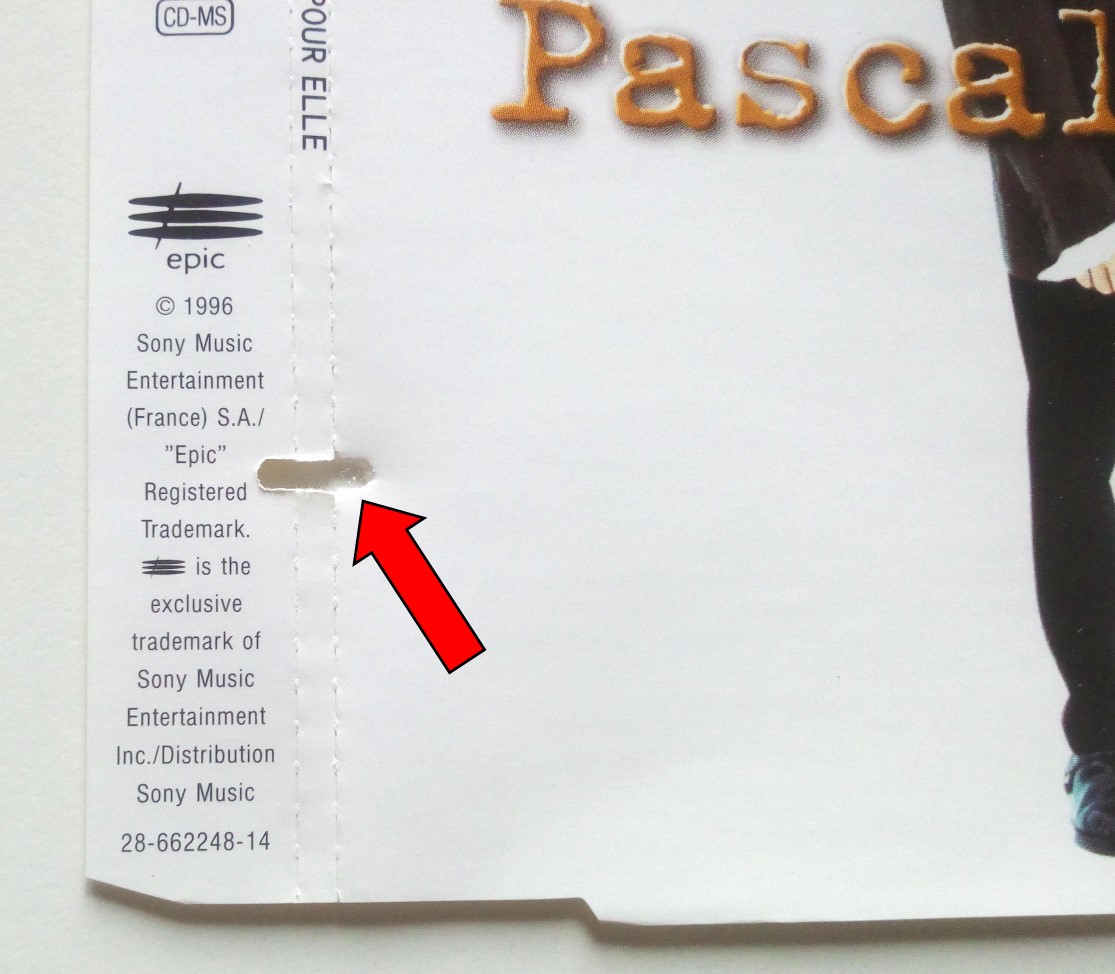 CD-MS
POUR ELLE
Pascal
epic
© 1996
Sony Music
Entertainment
(France) S.A./
”Epic”
Registered
Trademark.
is the
exclusive
trademark of
Sony Music
Entertainment
Inc./Distribution
Sony Music
28-662248-14